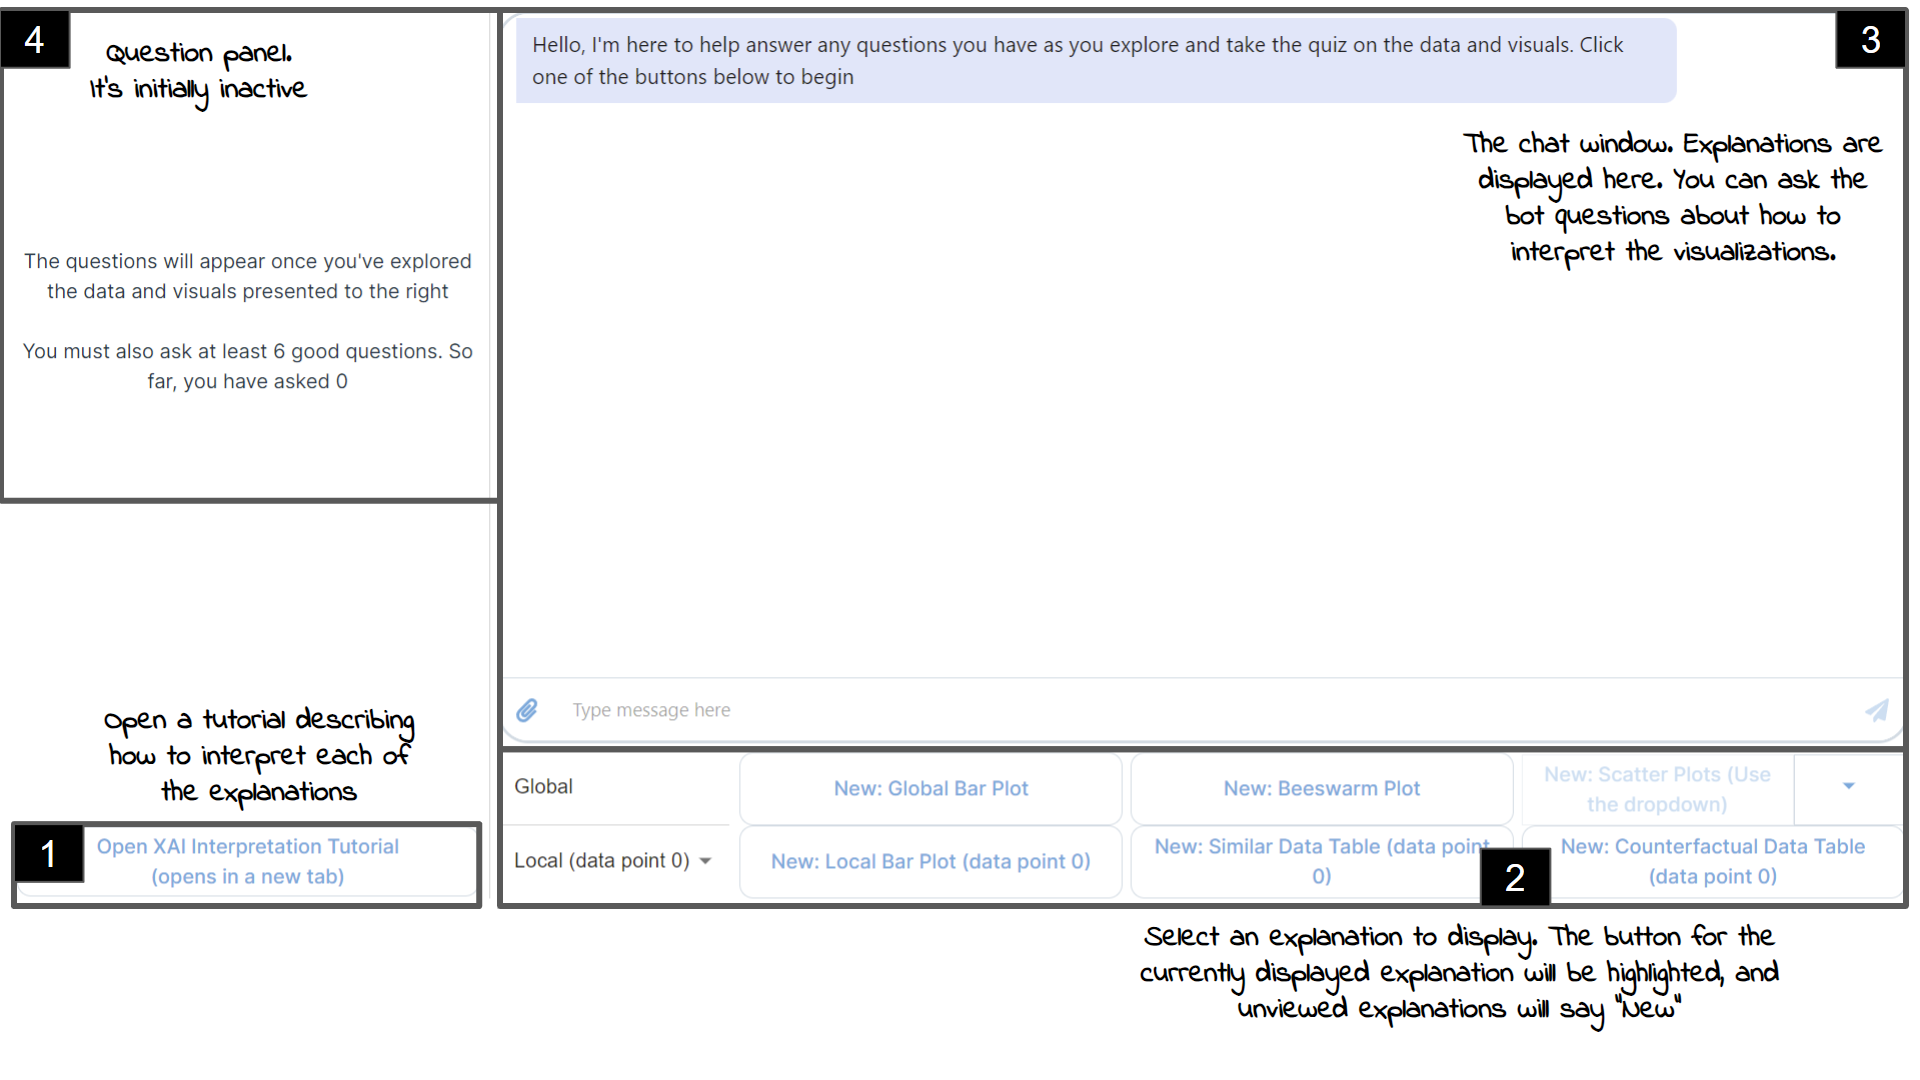 4
Question panel.
It's initially inactive
The questions will appear once you've explored
the data and visuals presented to the right
You must also ask at least 6 good questions. So
far, you have asked 0
Open a tutorial describing
how to interpret each of
the explanations
1
Open XAI Interpretation Tutorial
(opens in a new tab)
Hello, I'm here to help answer any questions you have as you explore and take the quiz on the data and visuals. Click
one of the buttons below to begin
3
The chat window. Explanations are
displayed here. You can ask the
bot questions about how to
interpret the visualizations.
Type message here
Global
New: Global Bar Plot
New: Beeswarm Plot
New: Scatter Plots (Use
the dropdown)
Local (data point 0)
New: Local Bar Plot (data point 0)
New: Similar Data Table (data point
0)
New: Counterfactual Data Table
(data point 0)
2
Select an explanation to display. The button for the
currently displayed explanation will be highlighted, and
unviewed explanations will say "New"